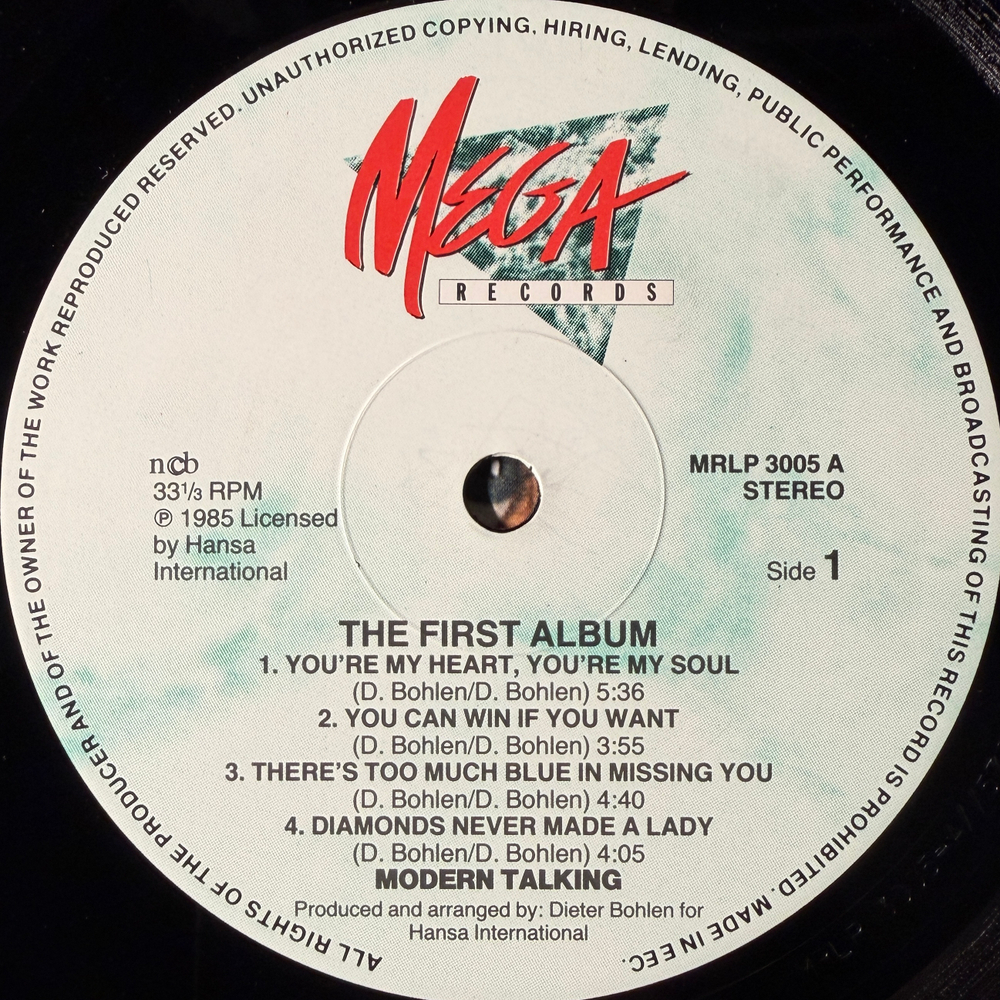 ALL RIGHTS OF THE PRODUCER AND OF THE OWNER OF THE WORK REPRODUCED RESERVED. UNAUTHORIZED COPYING, HIRING, LENDING, PUBLIC PERFORMANCE AND BROADCASTING OF THIS RECORD IS PROHIBITED. MADE IN EEC.
MEGA
RECORDS
ncb
33 1/3 RPM
℗ 1985 Licensed
by Hansa
International
MRLP 3005 A
STEREO
Side 1
THE FIRST ALBUM
1. YOU'RE MY HEART, YOU'RE MY SOUL
(D. Bohlen/D. Bohlen) 5:36
2. YOU CAN WIN IF YOU WANT
(D. Bohlen/D. Bohlen) 3:55
3. THERE'S TOO MUCH BLUE IN MISSING YOU
(D. Bohlen/D. Bohlen) 4:40
4. DIAMONDS NEVER MADE A LADY
(D. Bohlen/D. Bohlen) 4:05
MODERN TALKING
Produced and arranged by: Dieter Bohlen for
Hansa International